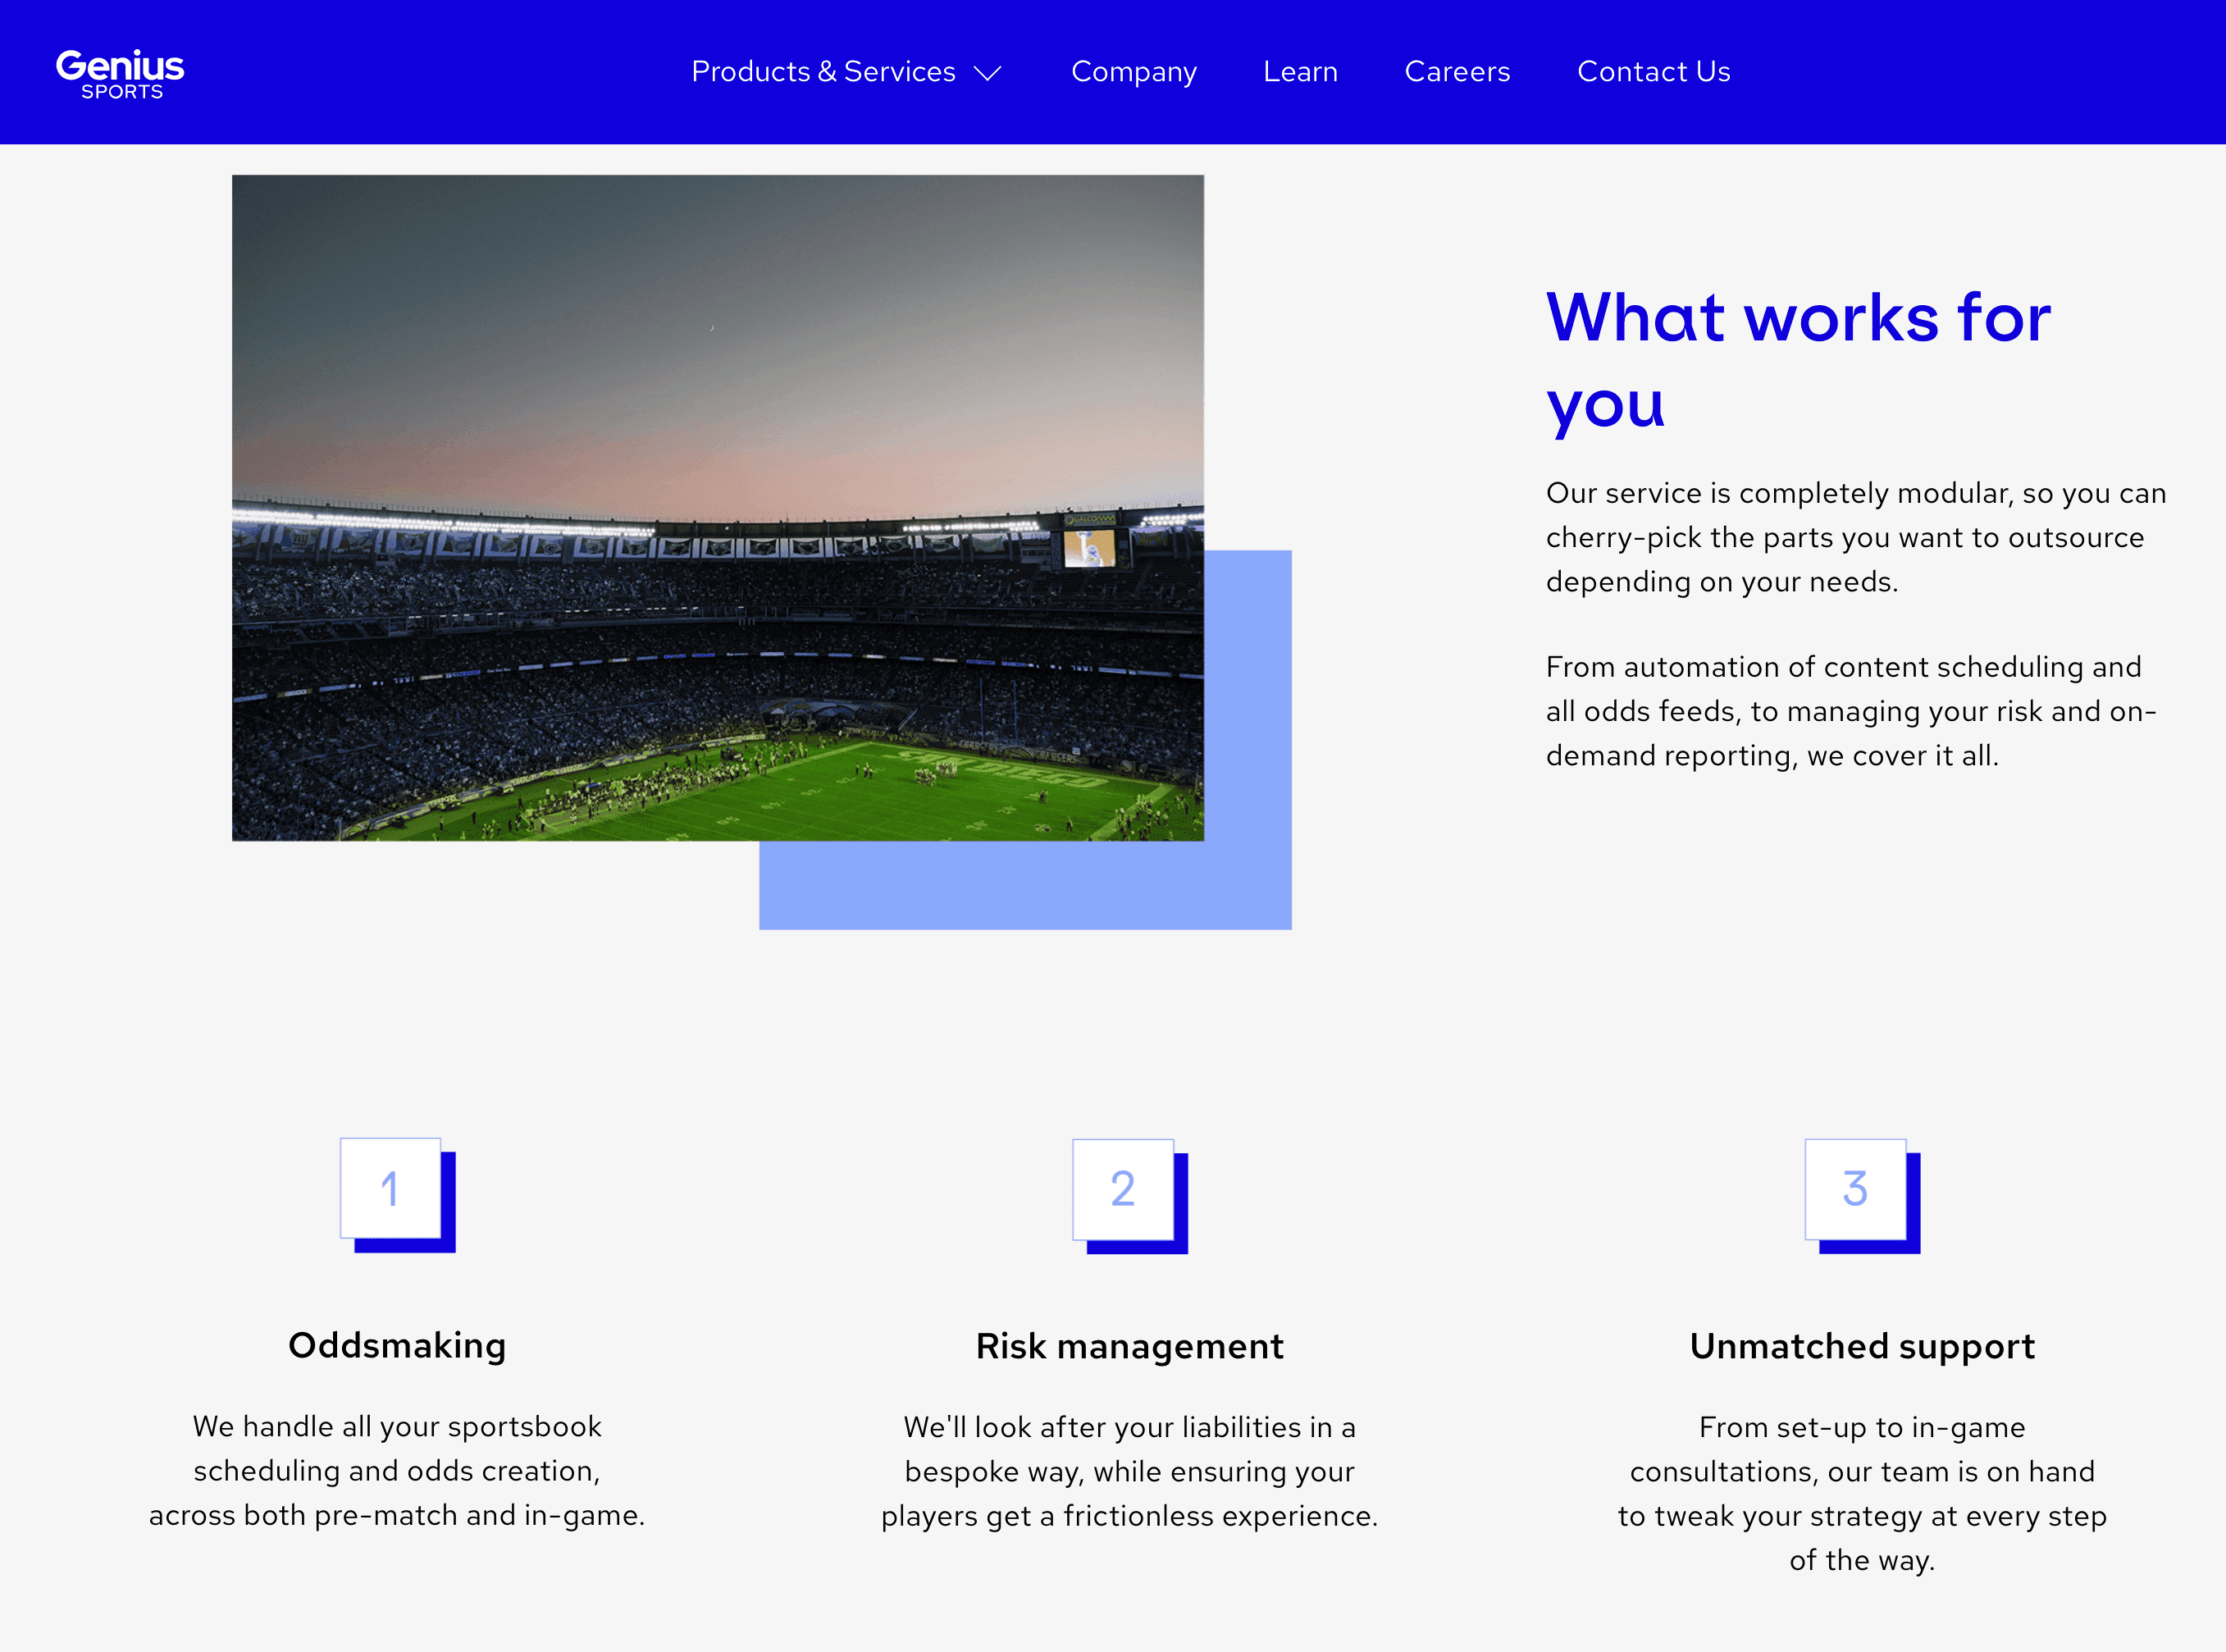 Genius
SPORTS
Products & Services
Company
Learn
Careers
Contact Us
What works for
you
Our service is completely modular, so you can
cherry-pick the parts you want to outsource
depending on your needs.
From automation of content scheduling and
all odds feeds, to managing your risk and on-
demand reporting, we cover it all.
1
2
3
Oddsmaking
Risk management
Unmatched support
We handle all your sportsbook
scheduling and odds creation,
across both pre-match and in-game.
We'll look after your liabilities in a
bespoke way, while ensuring your
players get a frictionless experience.
From set-up to in-game
consultations, our team is on hand
to tweak your strategy at every step
of the way.